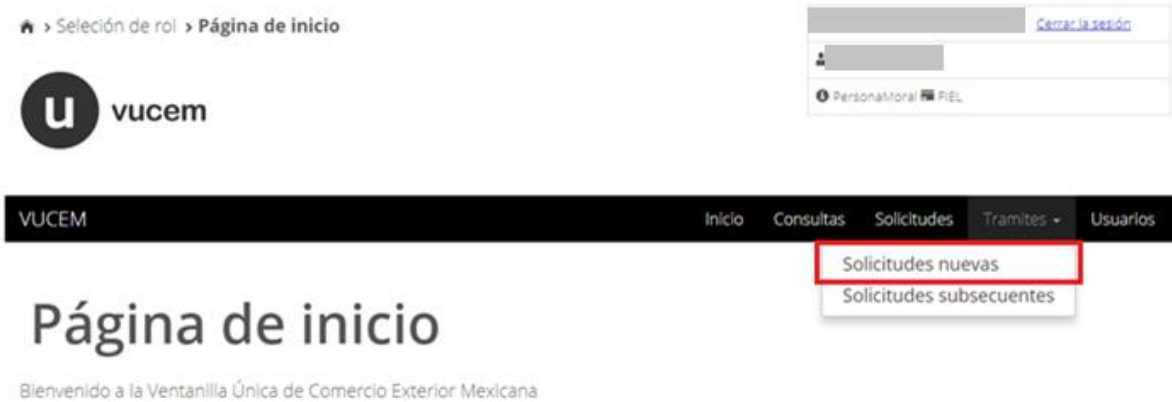 > Seleción de rol > Página de inicio
Cerrar la sesión
PersonaMoral FIEL
u vucem
VUCEM
Inicio Consultas Solicitudes Tramites Usuarios
Solicitudes nuevas
Solicitudes subsecuentes
Página de inicio
Bienvenido a la Ventanilla Única de Comercio Exterior Mexicana